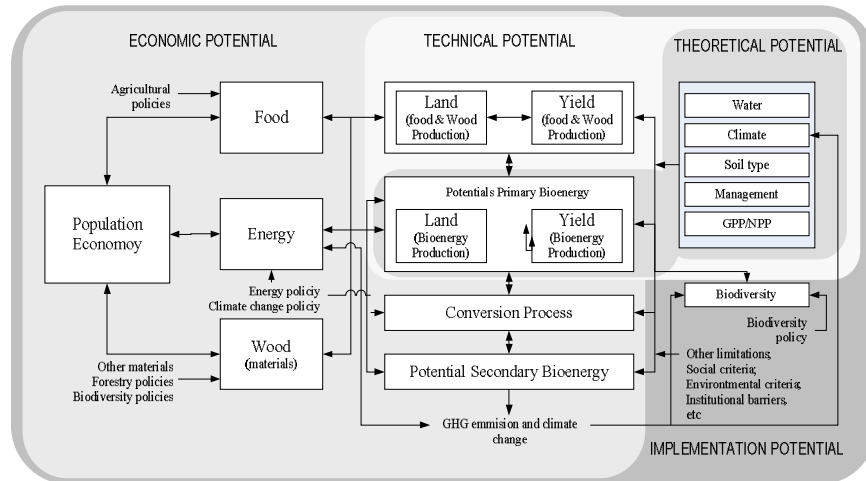 ECONOMIC POTENTIAL
TECHNICAL POTENTIAL
THEORETICAL POTENTIAL
Agricultural
policies
Food
Land
(food & Wood
Production)
Yield
(food & Wood
Production)
Water
Climate
Soil type
Management
GPP/NPP
Population
Economoy
Energy
Potentials Primary Bioenergy
Land
(Bioenergy
Production)
Yield
(Bioenergy
Production)
Energy policiy
Climate change policiy
Conversion Process
Biodiversity
Biodiversity
policy
Wood
(materials)
Other materials
Forestry policies
Biodiversity policies
Potential Secondary Bioenergy
Other limitations;
Social criteria;
Environmental criteria;
Institutional barriers,
etc
GHG emmision and climate
change
IMPLEMENTATION POTENTIAL